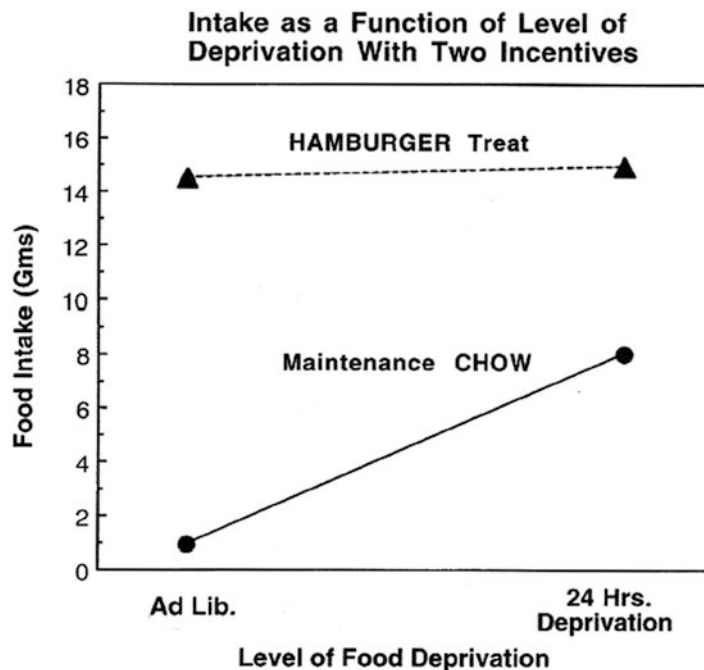 Intake as a Function of Level of
Deprivation With Two Incentives
18
16
14
12
10
8
6
4
2
0
Food Intake (Gms)
HAMBURGER Treat
Maintenance CHOW
Ad Lib.
24 Hrs.
Deprivation
Level of Food Deprivation